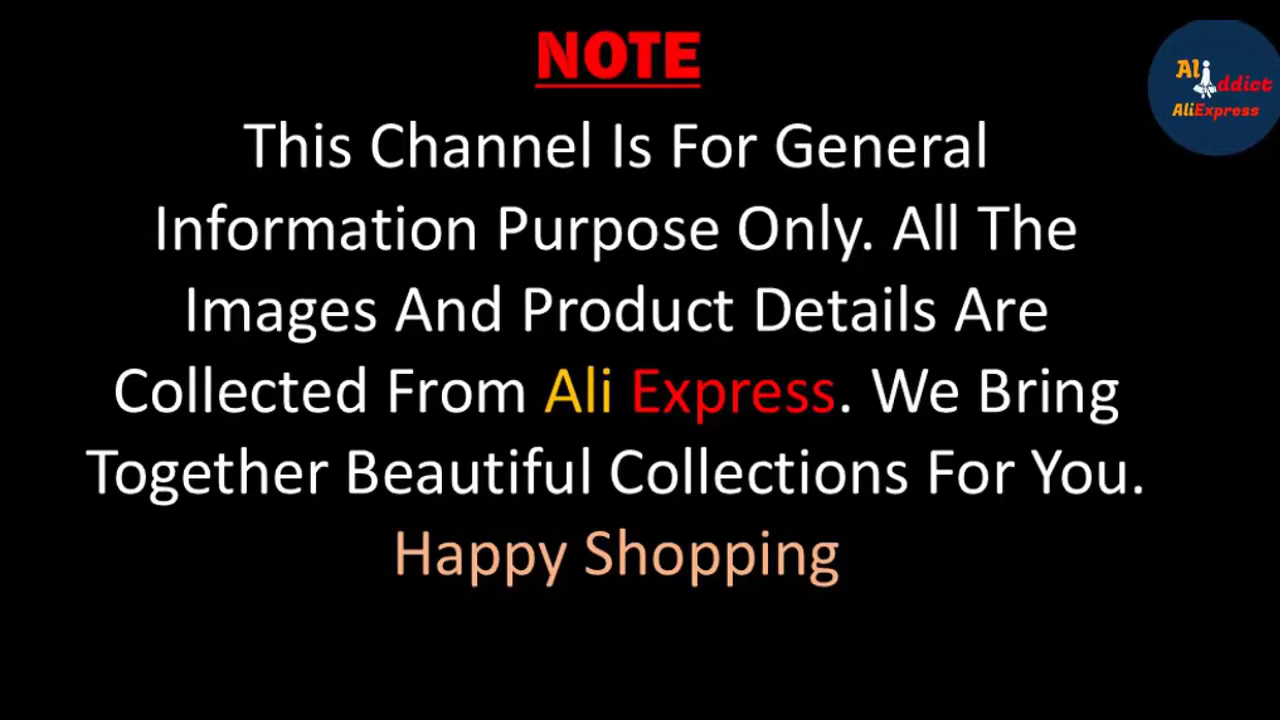 NOTE
This Channel Is For General
Information Purpose Only. All The
Images And Product Details Are
Collected From Ali Express. We Bring
Together Beautiful Collections For You.
Happy Shopping
Ali
ddict
AliExpress